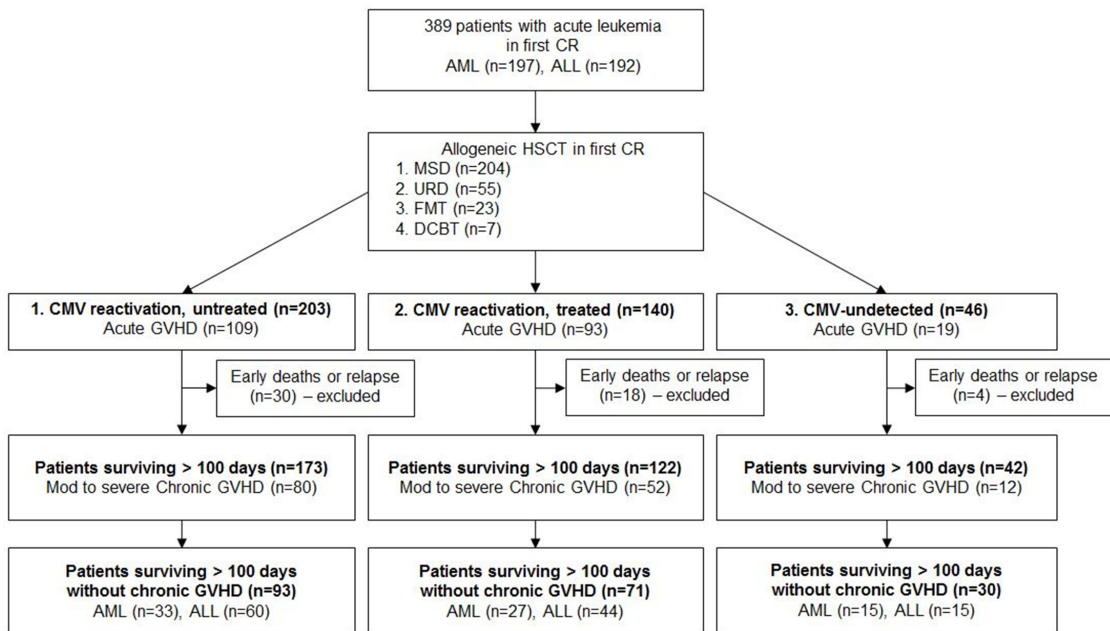 389 patients with acute leukemia
in first CR
AML (n=197), ALL (n=192)
Allogeneic HSCT in first CR
1. MSD (n=204)
2. URD (n=55)
3. FMT (n=23)
4. DCBT (n=7)
1. CMV reactivation, untreated (n=203)
Acute GVHD (n=109)
2. CMV reactivation, treated (n=140)
Acute GVHD (n=93)
3. CMV-undetected (n=46)
Acute GVHD (n=19)
Early deaths or relapse
(n=30) – excluded
Early deaths or relapse
(n=18) – excluded
Early deaths or relapse
(n=4) – excluded
Patients surviving > 100 days (n=173)
Mod to severe Chronic GVHD (n=80)
Patients surviving > 100 days (n=122)
Mod to severe Chronic GVHD (n=52)
Patients surviving > 100 days (n=42)
Mod to severe Chronic GVHD (n=12)
Patients surviving > 100 days
without chronic GVHD (n=93)
AML (n=33), ALL (n=60)
Patients surviving > 100 days
without chronic GVHD (n=71)
AML (n=27), ALL (n=44)
Patients surviving > 100 days
without chronic GVHD (n=30)
AML (n=15), ALL (n=15)